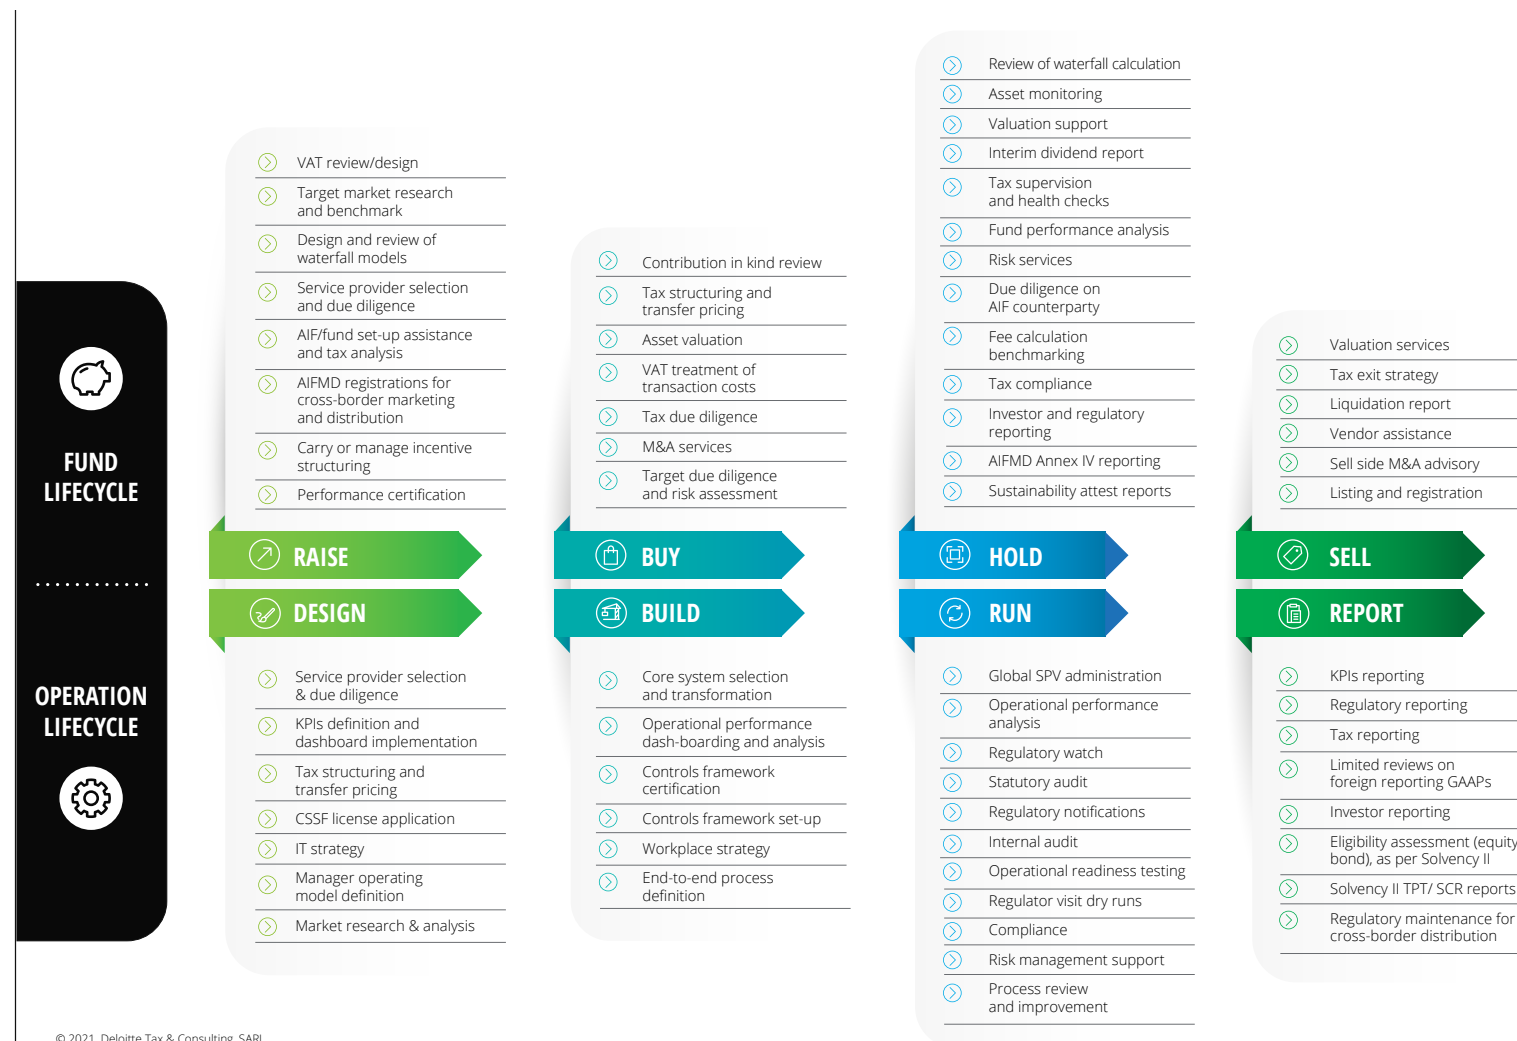 FUND
LIFECYCLE
OPERATION
LIFECYCLE
VAT review/design
Target market research
and benchmark
Design and review of
waterfall models
Service provider selection
and due diligence
AIF/fund set-up assistance
and tax analysis
AIFMD registrations for
cross-border marketing
and distribution
Carry or manage incentive
structuring
Performance certification
RAISE
DESIGN
Service provider selection
& due diligence
KPIs definition and
dashboard implementation
Tax structuring and
transfer pricing
CSSF license application
IT strategy
Manager operating
model definition
Market research & analysis
Contribution in kind review
Tax structuring and
transfer pricing
Asset valuation
VAT treatment of
transaction costs
Tax due diligence
M&A services
Target due diligence
and risk assessment
BUY
BUILD
Core system selection
and transformation
Operational performance
dash-boarding and analysis
Controls framework
certification
Controls framework set-up
Workplace strategy
End-to-end process
definition
Review of waterfall calculation
Asset monitoring
Valuation support
Interim dividend report
Tax supervision
and health checks
Fund performance analysis
Risk services
Due diligence on
AIF counterparty
Fee calculation
benchmarking
Tax compliance
Investor and regulatory
reporting
AIFMD Annex IV reporting
Sustainability attest reports
HOLD
RUN
Global SPV administration
Operational performance
analysis
Regulatory watch
Statutory audit
Regulatory notifications
Internal audit
Operational readiness testing
Regulator visit dry runs
Compliance
Risk management support
Process review
and improvement
Valuation services
Tax exit strategy
Liquidation report
Vendor assistance
Sell side M&A advisory
Listing and registration
SELL
REPORT
KPIs reporting
Regulatory reporting
Tax reporting
Limited reviews on
foreign reporting GAAPs
Investor reporting
Eligibility assessment (equity
bond), as per Solvency II
Solvency II TPT/ SCR reports
Regulatory maintenance for
cross-border distribution
© 2021, Deloitte Tax & Consulting, SARL